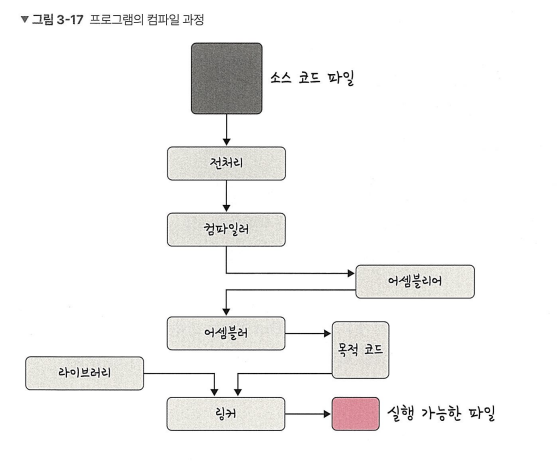 ▼ 그림 3-17 프로그램의 컴파일 과정
소스 코드 파일
전처리
컴파일러
어셈블리어
어셈블러
목적 코드
라이브러리
링커
실행 가능한 파일